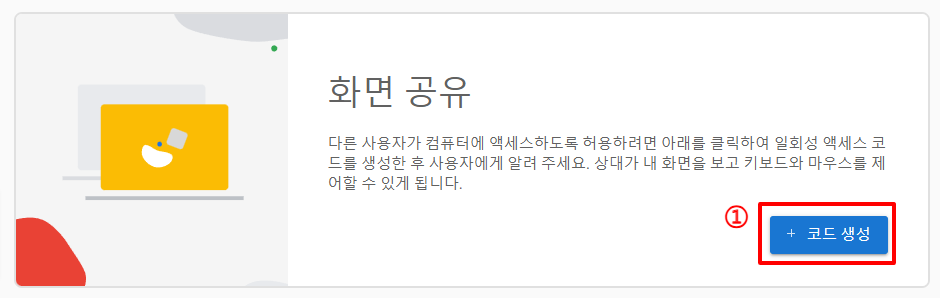 화면 공유
다른 사용자가 컴퓨터에 액세스하도록 허용하려면 아래를 클릭하여 일회성 액세스 코
드를 생성한 후 사용자에게 알려 주세요. 상대가 내 화면을 보고 키보드와 마우스를 제
어할 수 있게 됩니다.
① + 코드 생성